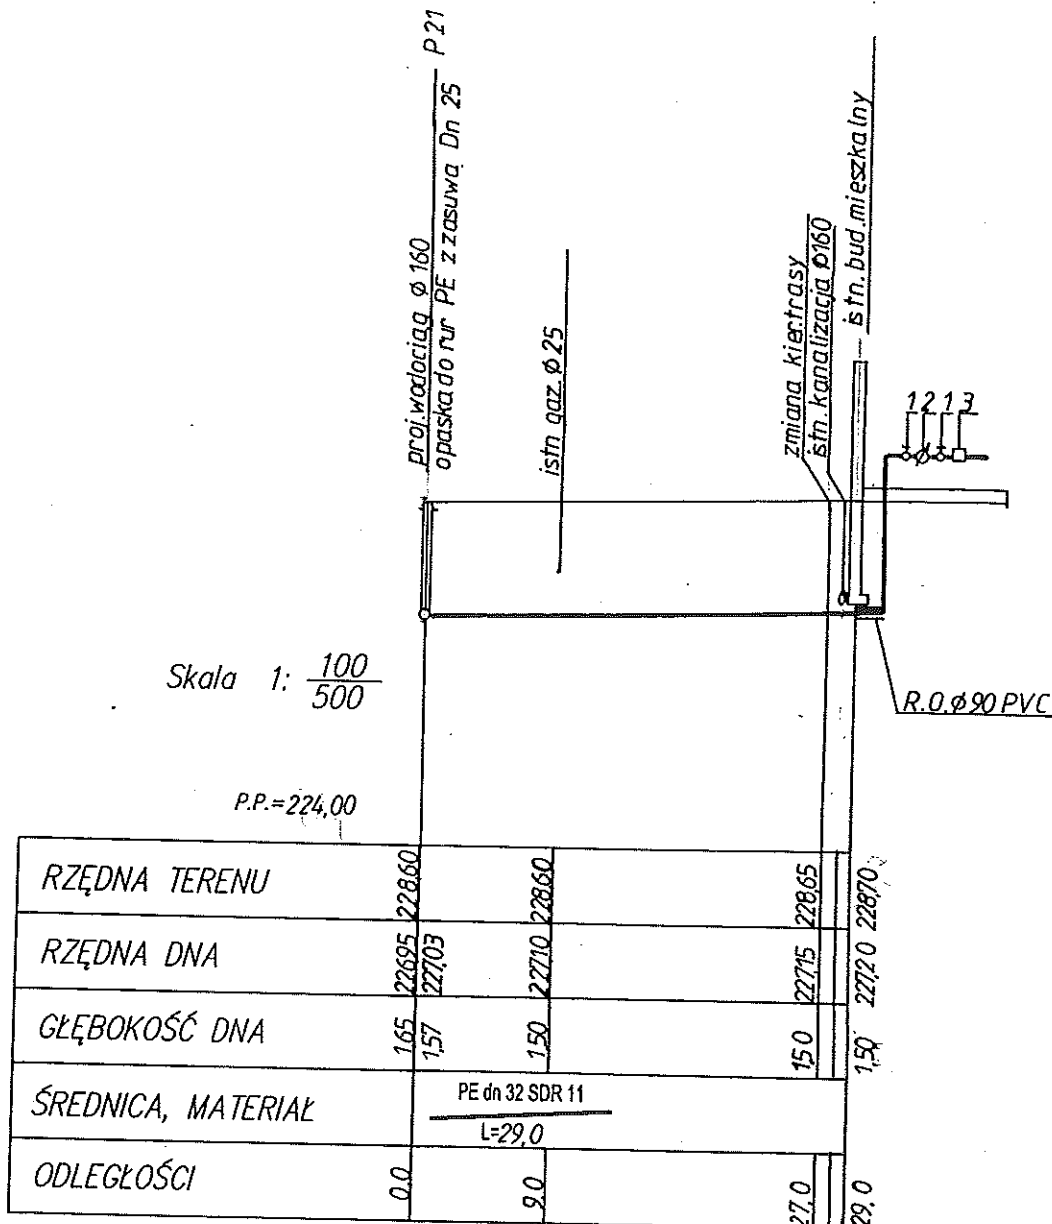 P21
proj.wodociąg ϕ 160
opaska do rur PE z zasuwą Dn 25
istn gaz ϕ 25
zmiana kier.trasy
istn. kanalizacja ϕ160
istn. bud.mieszkalny
1 2 1 3
Skala 1: 100/500
R.O.ϕ90 PVC
P.P.=224,00
RZĘDNA TERENU 228,60 228,60 228,65 228,70
RZĘDNA DNA 226,95 227,03 227,10 227,15 227,20
GŁĘBOKOŚĆ DNA 1,65 1,57 1,50 1,50 1,50
ŚREDNICA, MATERIAŁ PE dn 32 SDR 11
L=29,0
ODLEGŁOŚCI 0,0 9,0 27,0 29,0